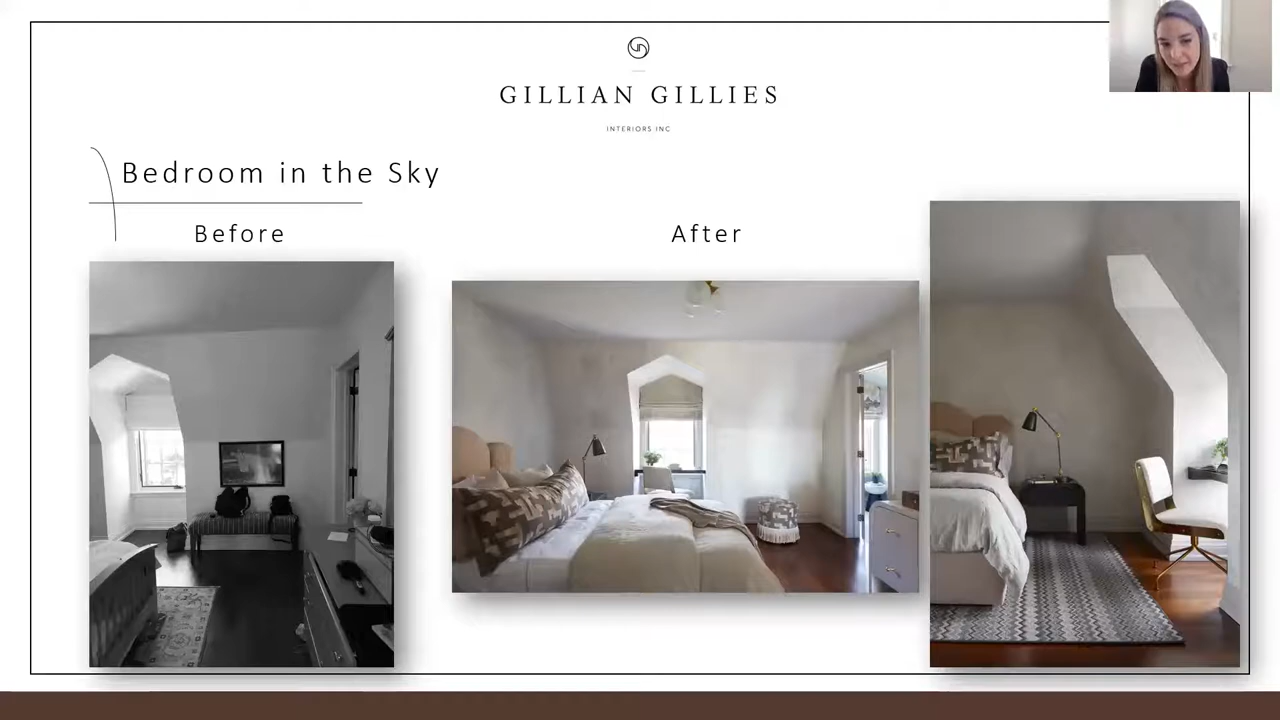 GILLIAN GILLIES
INTERIORS INC
Bedroom in the Sky
Before
After